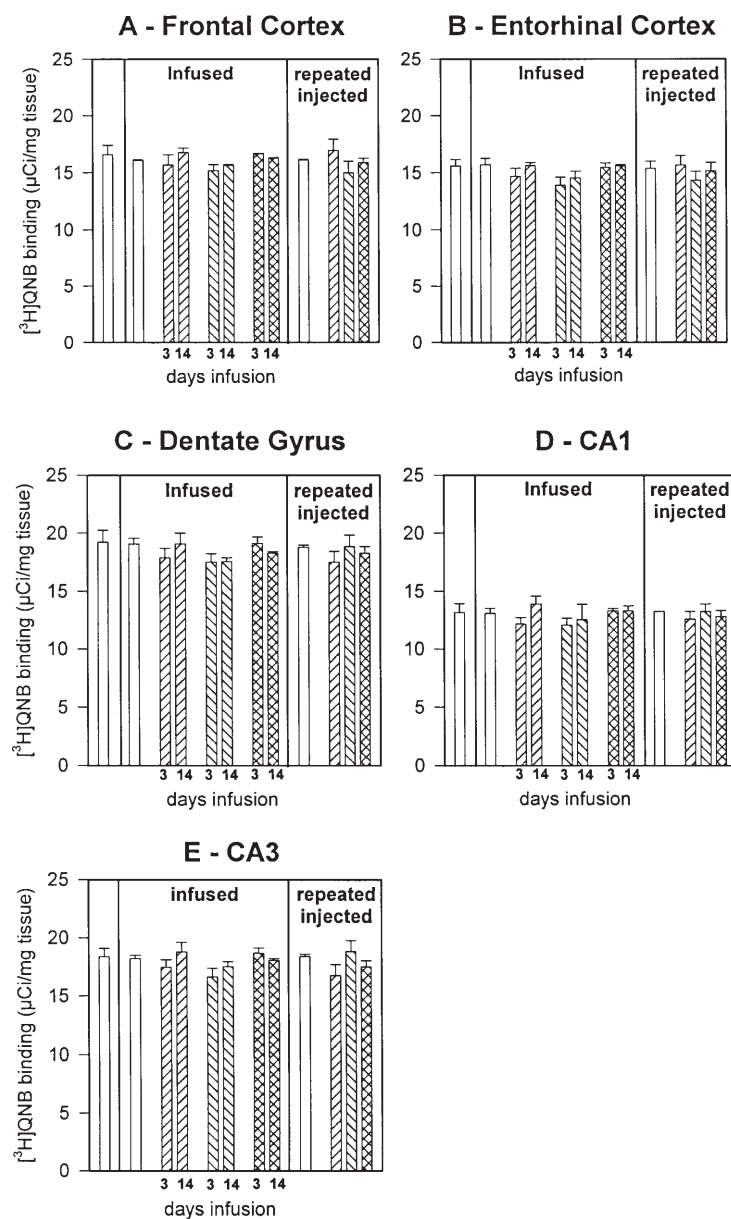 A - Frontal Cortex
[³H]QNB binding (µCi/mg tissue)
25
20
15
10
5
0
Infused
repeated
injected
3 14 3 14 3 14
days infusion
B - Entorhinal Cortex
25
20
15
10
5
0
Infused
repeated
injected
3 14 3 14 3 14
days infusion
C - Dentate Gyrus
[³H]QNB binding (µCi/mg tissue)
25
20
15
10
5
0
Infused
repeated
injected
3 14 3 14 3 14
days infusion
D - CA1
25
20
15
10
5
0
Infused
repeated
injected
3 14 3 14 3 14
days infusion
E - CA3
[³H]QNB binding (µCi/mg tissue)
25
20
15
10
5
0
infused
repeated
injected
3 14 3 14 3 14
days infusion